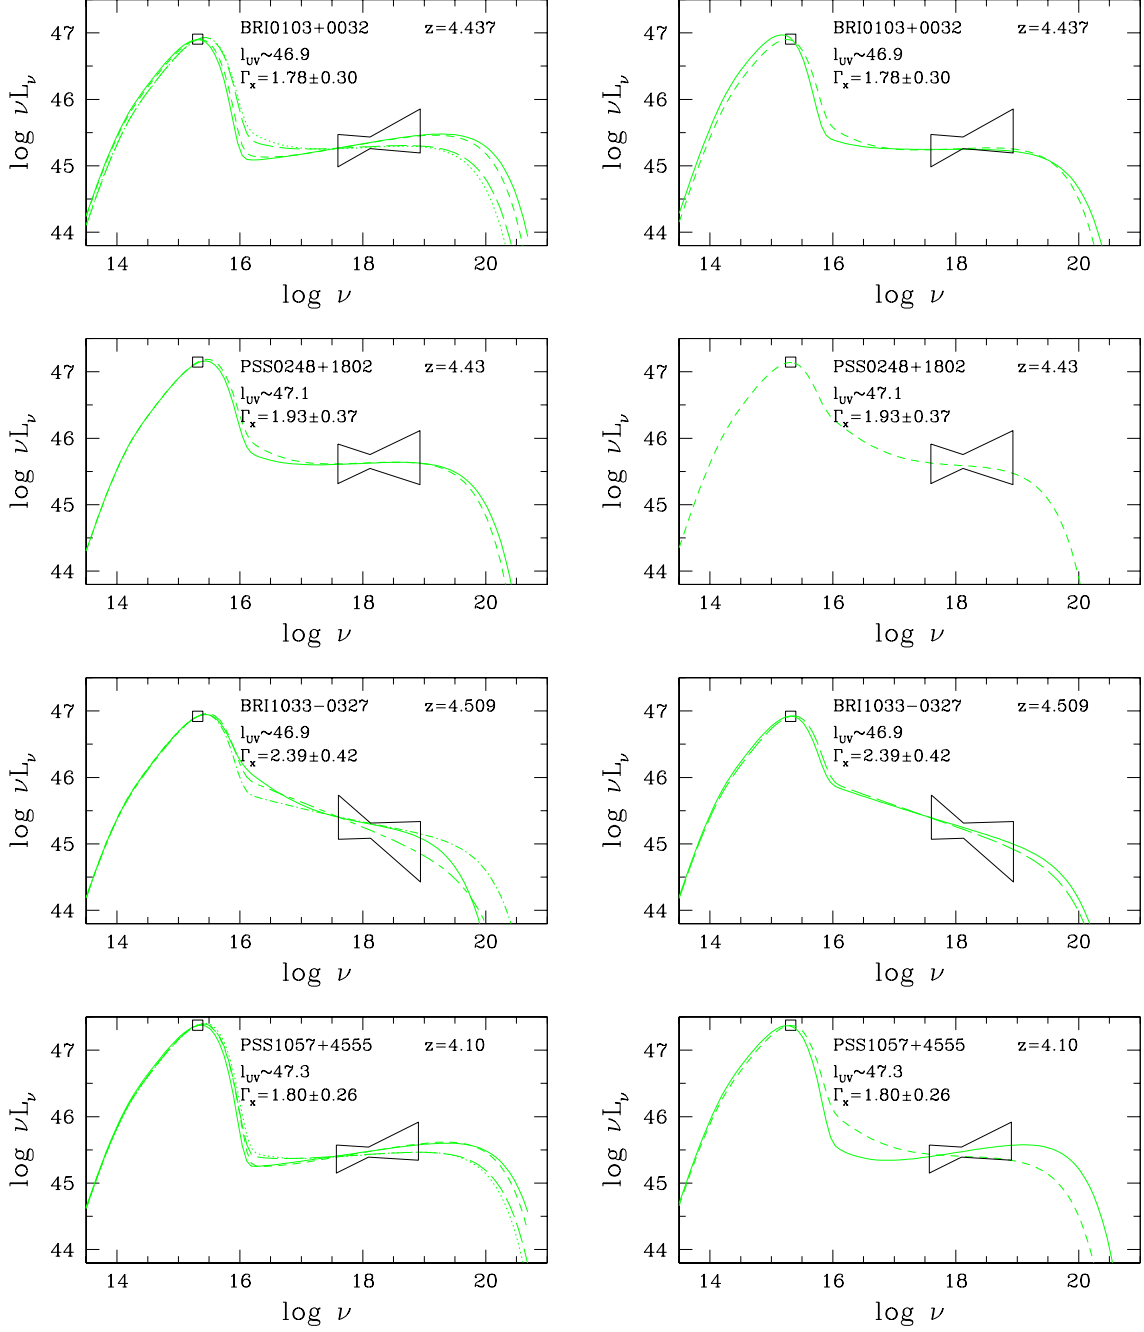 BRI0103+0032 z=4.437
l_UV~46.9
Γ_x=1.78±0.30
47
46
45
44
log νL_ν
14 16 18 20
log ν
BRI0103+0032 z=4.437
l_UV~46.9
Γ_x=1.78±0.30
47
46
45
44
log νL_ν
14 16 18 20
log ν
PSS0248+1802 z=4.43
l_UV~47.1
Γ_x=1.93±0.37
47
46
45
44
log νL_ν
14 16 18 20
log ν
PSS0248+1802 z=4.43
l_UV~47.1
Γ_x=1.93±0.37
47
46
45
44
log νL_ν
14 16 18 20
log ν
BRI1033−0327 z=4.509
l_UV~46.9
Γ_x=2.39±0.42
47
46
45
44
log νL_ν
14 16 18 20
log ν
BRI1033−0327 z=4.509
l_UV~46.9
Γ_x=2.39±0.42
47
46
45
44
log νL_ν
14 16 18 20
log ν
PSS1057+4555 z=4.10
l_UV~47.3
Γ_x=1.80±0.26
47
46
45
44
log νL_ν
14 16 18 20
log ν
PSS1057+4555 z=4.10
l_UV~47.3
Γ_x=1.80±0.26
47
46
45
44
log νL_ν
14 16 18 20
log ν